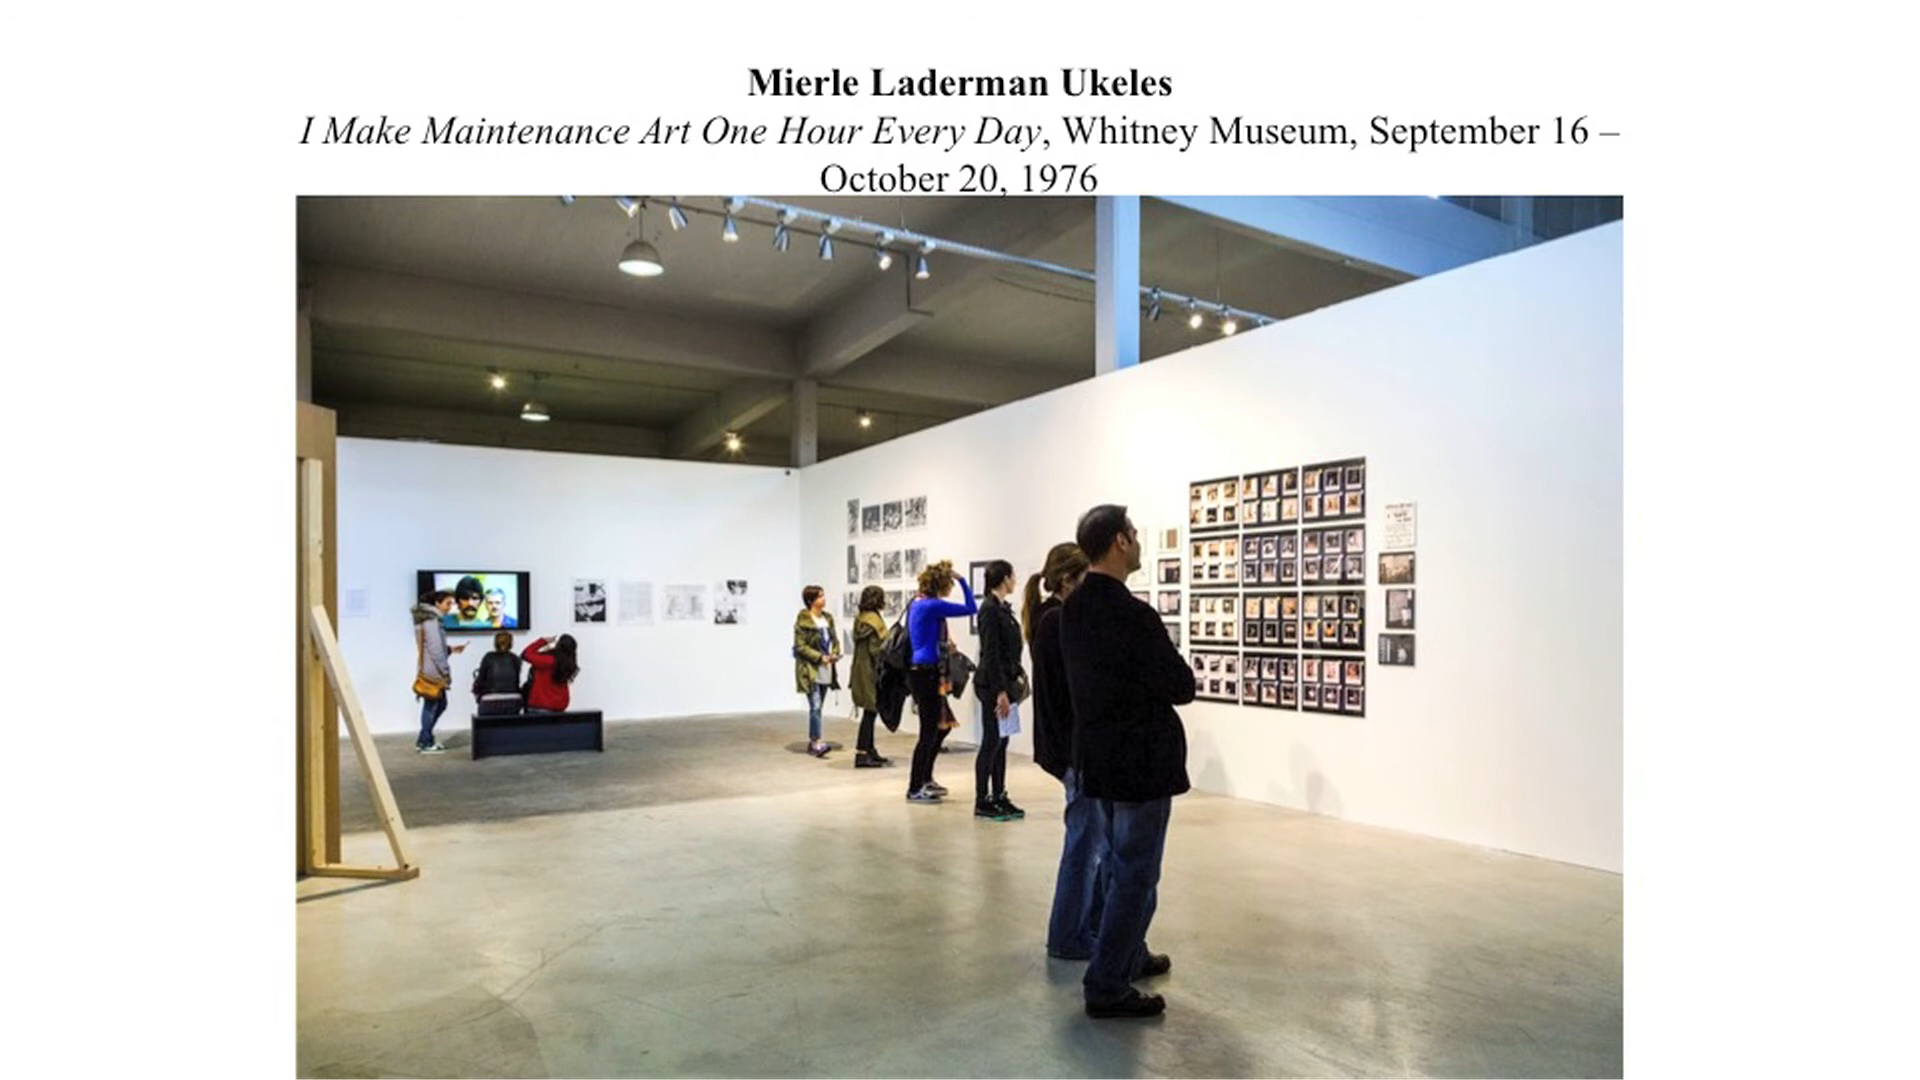 Mierle Laderman Ukeles
I Make Maintenance Art One Hour Every Day, Whitney Museum, September 16 –
October 20, 1976